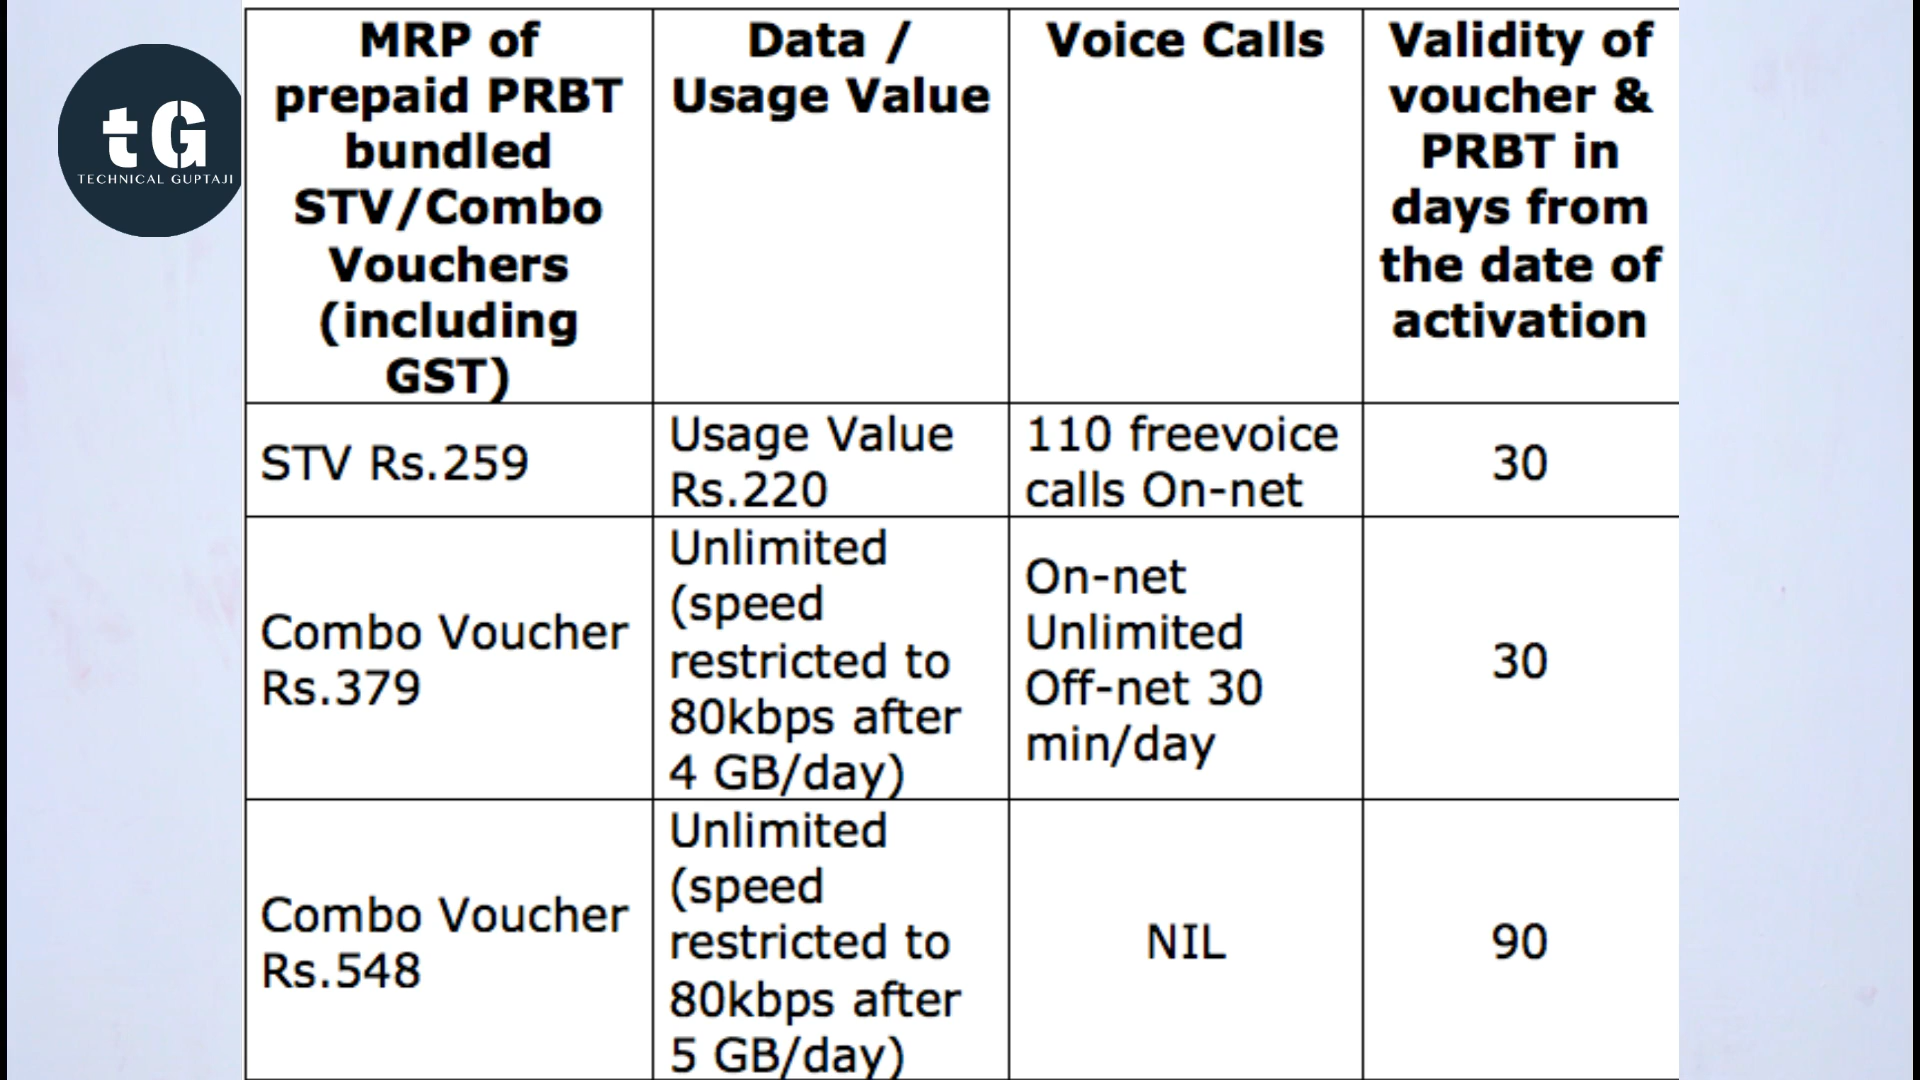 tG
TECHNICAL GUPTAJI
MRP of
prepaid PRBT
bundled
STV/Combo
Vouchers
(including
GST)
Data /
Usage Value
Voice Calls
Validity of
voucher &
PRBT in
days from
the date of
activation
STV Rs.259
Usage Value
Rs.220
110 freevoice
calls On-net
30
Combo Voucher
Rs.379
Unlimited
(speed
restricted to
80kbps after
4 GB/day)
On-net
Unlimited
Off-net 30
min/day
30
Combo Voucher
Rs.548
Unlimited
(speed
restricted to
80kbps after
5 GB/day)
NIL
90